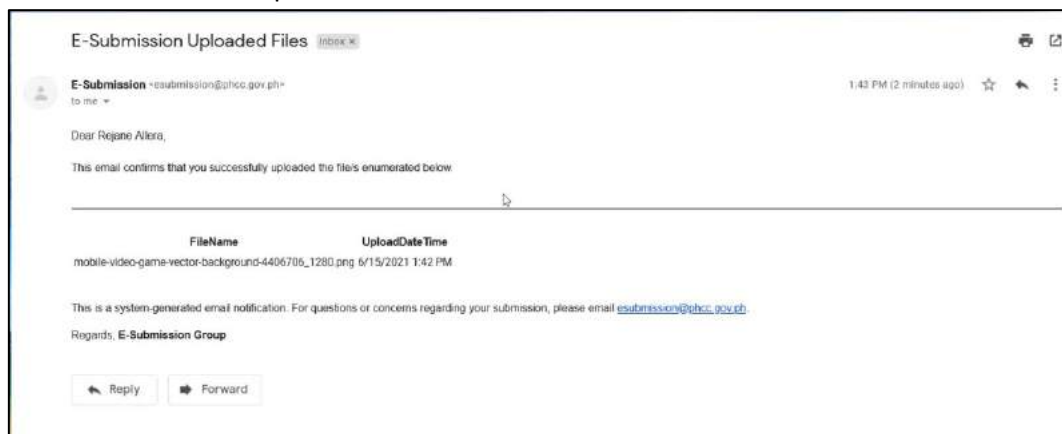 E-Submission Uploaded Files Inbox x
E-Submission <esubmission@phcc.gov.ph> 1:43 PM (2 minutes ago)
to me
Dear Rejane Allera,
This email confirms that you successfully uploaded the file/s enumerated below
FileName UploadDateTime
mobile-video-game-vector-background-4406706_1280.png 6/15/2021 1:42 PM
This is a system-generated email notification. For questions or concerns regarding your submission, please email esubmission@phcc.gov.ph.
Regards, E-Submission Group
Reply Forward